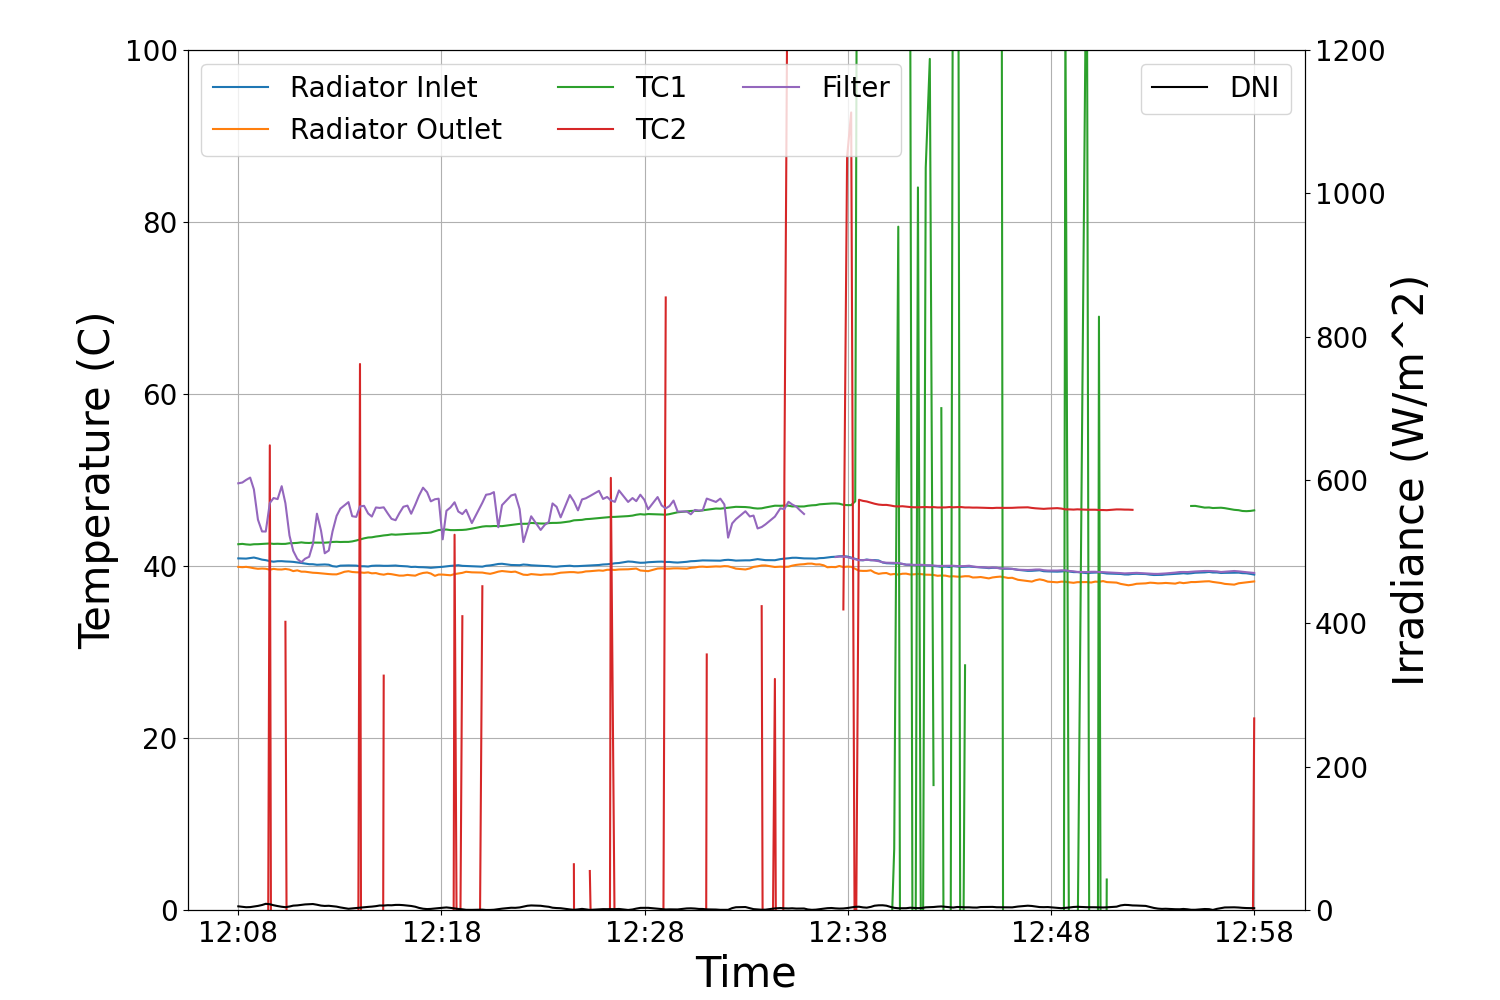 Radiator Inlet
Radiator Outlet
TC1
TC2
Filter
DNI
Temperature (C)
100
80
60
40
20
0
1200
1000
800
600
400
200
0
Irradiance (W/m^2)
12:08 12:18 12:28 12:38 12:48 12:58
Time